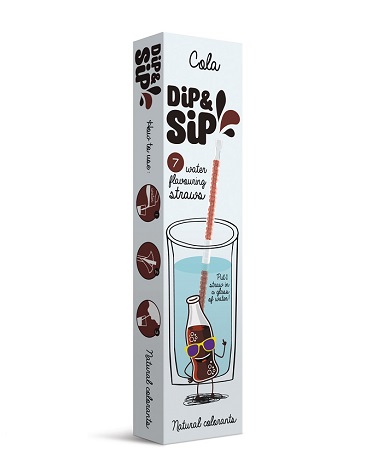 Cola
DiP&
SiP!
7 water
flavouring
straws
Put
straw in
a glass
of water!
Natural colorants
DiP&
SiP!
How to use:
Natural colorants